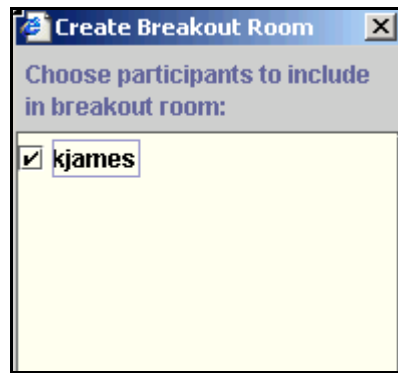 Create Breakout Room
Choose participants to include
in breakout room:
kjames